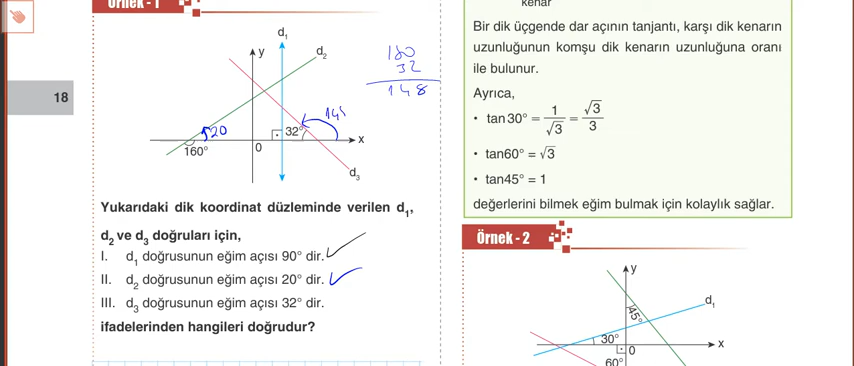 Örnek - 1
d1
y
d2
180
32
148
148
20
32°
160°
0
x
d3
18
Yukarıdaki dik koordinat düzleminde verilen d1,
d2 ve d3 doğruları için,
I. d1 doğrusunun eğim açısı 90° dir.
II. d2 doğrusunun eğim açısı 20° dir.
III. d3 doğrusunun eğim açısı 32° dir.
ifadelerinden hangileri doğrudur?
kenar
Bir dik üçgende dar açının tanjantı, karşı dik kenarın
uzunluğunun komşu dik kenarın uzunluğuna oranı
ile bulunur.
Ayrıca,
• tan30° = 1/√3 = √3/3
• tan60° = √3
• tan45° = 1
değerlerini bilmek eğim bulmak için kolaylık sağlar.
Örnek - 2
y
d1
45°
30°
0
x
60°